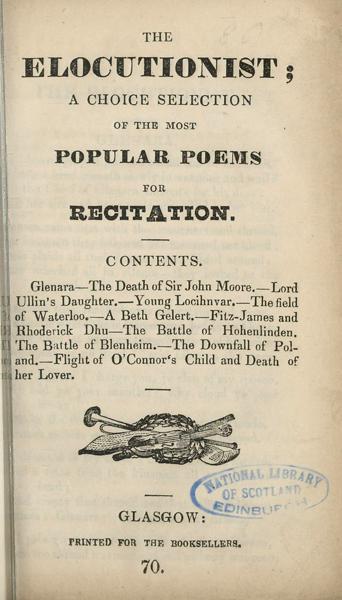 THE
ELOCUTIONIST;
A CHOICE SELECTION
OF THE MOST
POPULAR POEMS
FOR
RECITATION.
CONTENTS.
Glenara—The Death of Sir John Moore.—Lord
Ullin's Daughter.—Young Locihnvar.—The field
of Waterloo.—A Beth Gelert.—Fitz-James and
Rhoderick Dhu—The Battle of Hohenlinden.
The Battle of Blenheim.—The Downfall of Pol-
and.—Flight of O'Connor's Child and Death of
her Lover.
NATIONAL LIBRARY
OF SCOTLAND
EDINBURGH
GLASGOW:
PRINTED FOR THE BOOKSELLERS.
70.